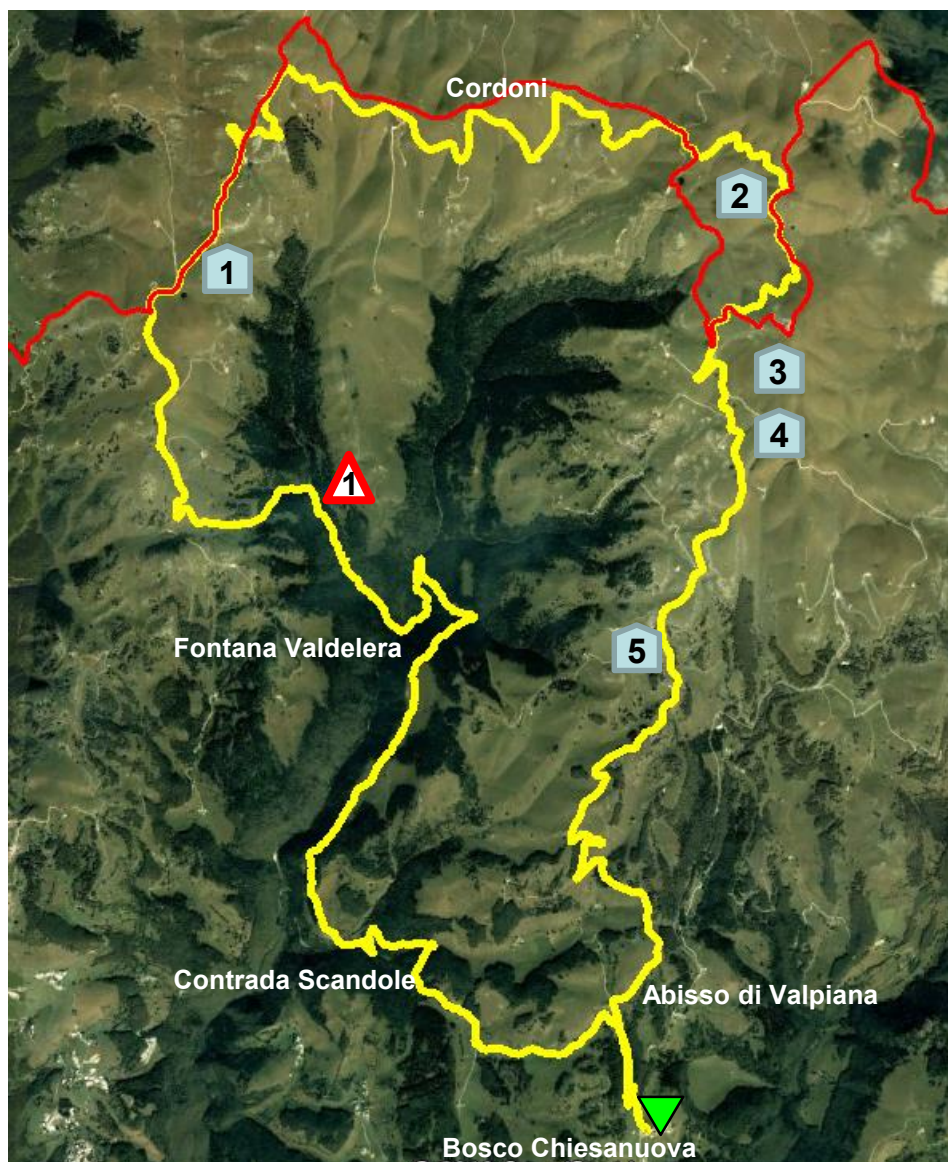 Cordoni
2
1
3
4
1
Fontana Valdelera
5
Contrada Scandole
Abisso di Valpiana
Bosco Chiesanuova